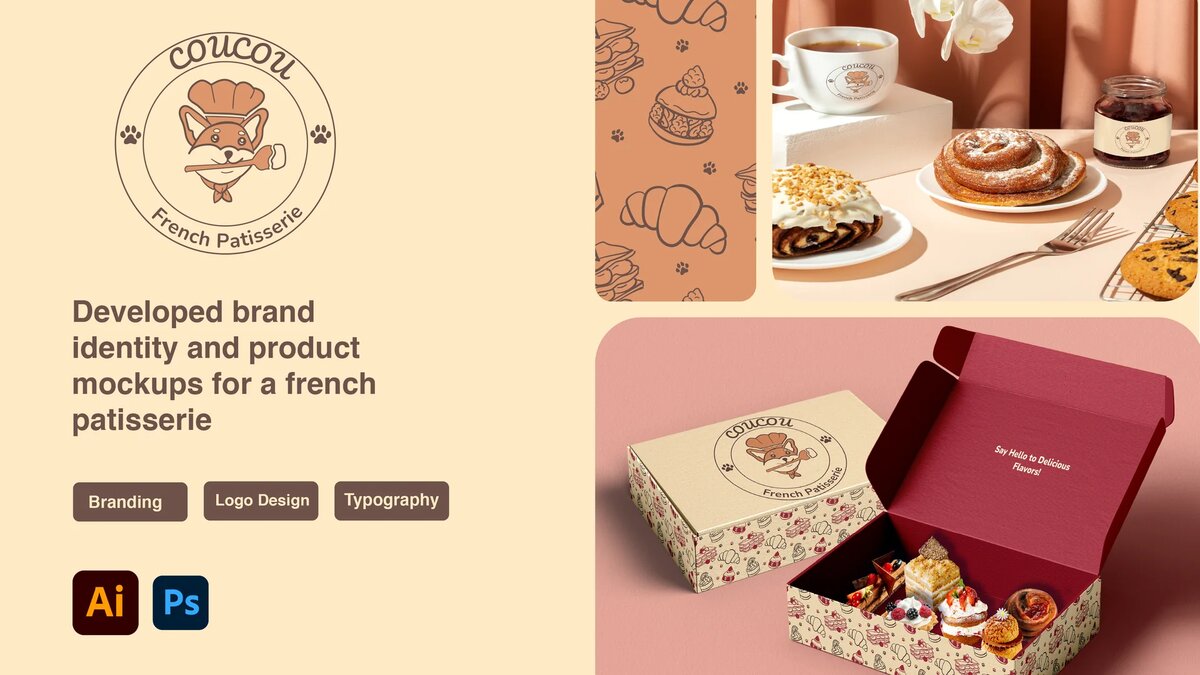 coucou
French Patisserie
Developed brand
identity and product
mockups for a french
patisserie
Branding
Logo Design
Typography
Ai
Ps
coucou
French Patisserie
coucou
coucou
French Patisserie
Say Hello to Delicious
Flavors!